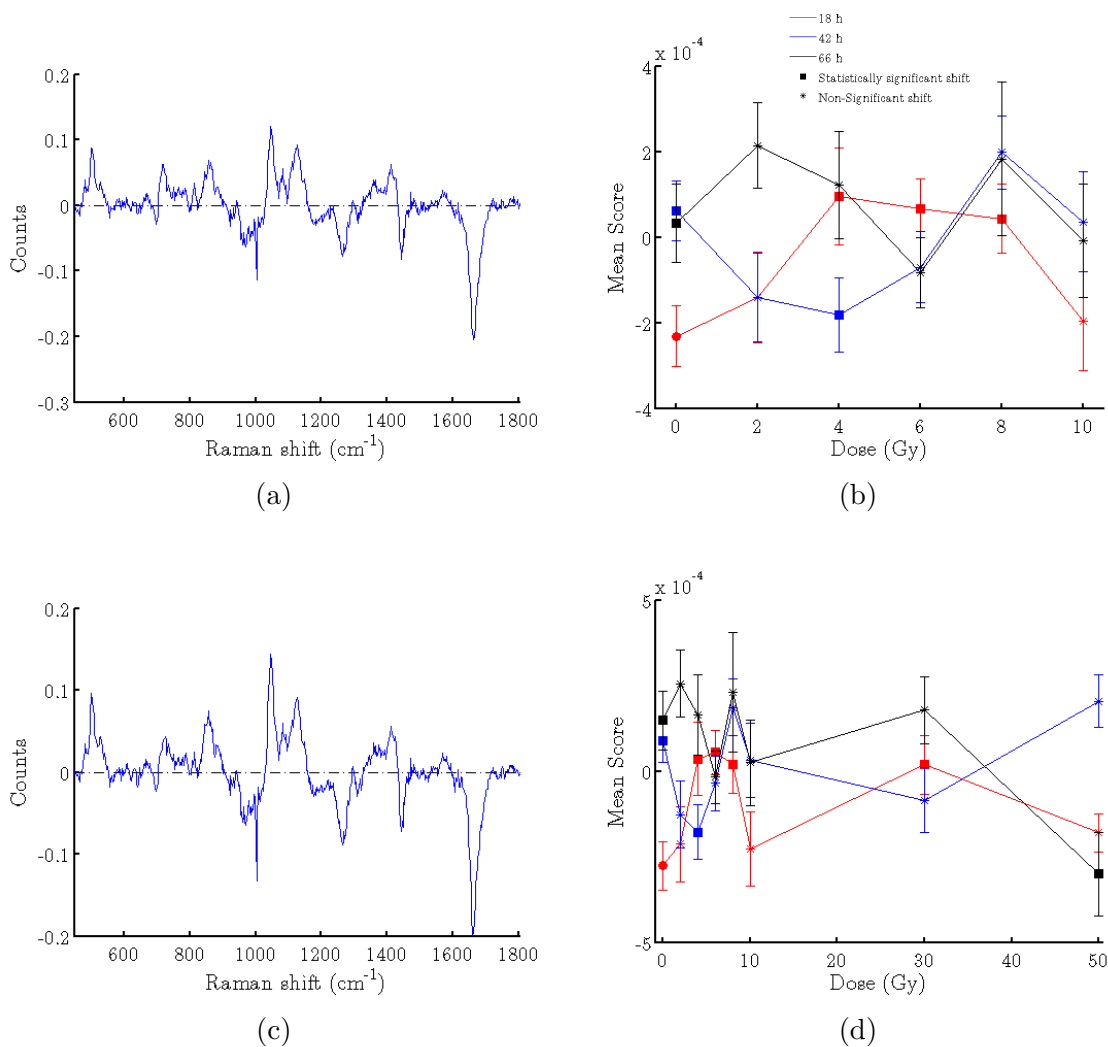 18 h
42 h
66 h
Statistically significant shift
Non-Significant shift
0.2
0.1
0
-0.1
-0.2
-0.3
Counts
600 800 1000 1200 1400 1600 1800
Raman shift (cm⁻¹)
(a)
x 10⁻⁴
4
2
0
-2
-4
Mean Score
0 2 4 6 8 10
Dose (Gy)
(b)
0.2
0.1
0
-0.1
-0.2
Counts
600 800 1000 1200 1400 1600 1800
Raman shift (cm⁻¹)
(c)
x 10⁻⁴
5
0
-5
Mean Score
0 10 20 30 40 50
Dose (Gy)
(d)